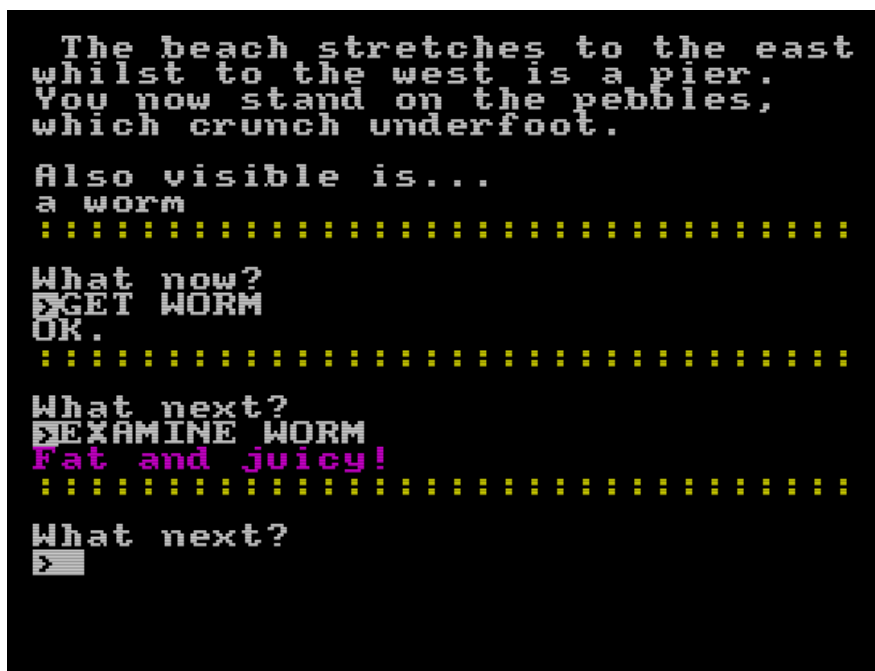 The beach stretches to the east
whilst to the west is a pier.
You now stand on the pebbles,
which crunch underfoot.
Also visible is...
a worm
::::::::::::::::::::::::::::::::
What now?
>GET WORM
OK.
::::::::::::::::::::::::::::::::
What next?
>EXAMINE WORM
Fat and juicy!
::::::::::::::::::::::::::::::::
What next?
>